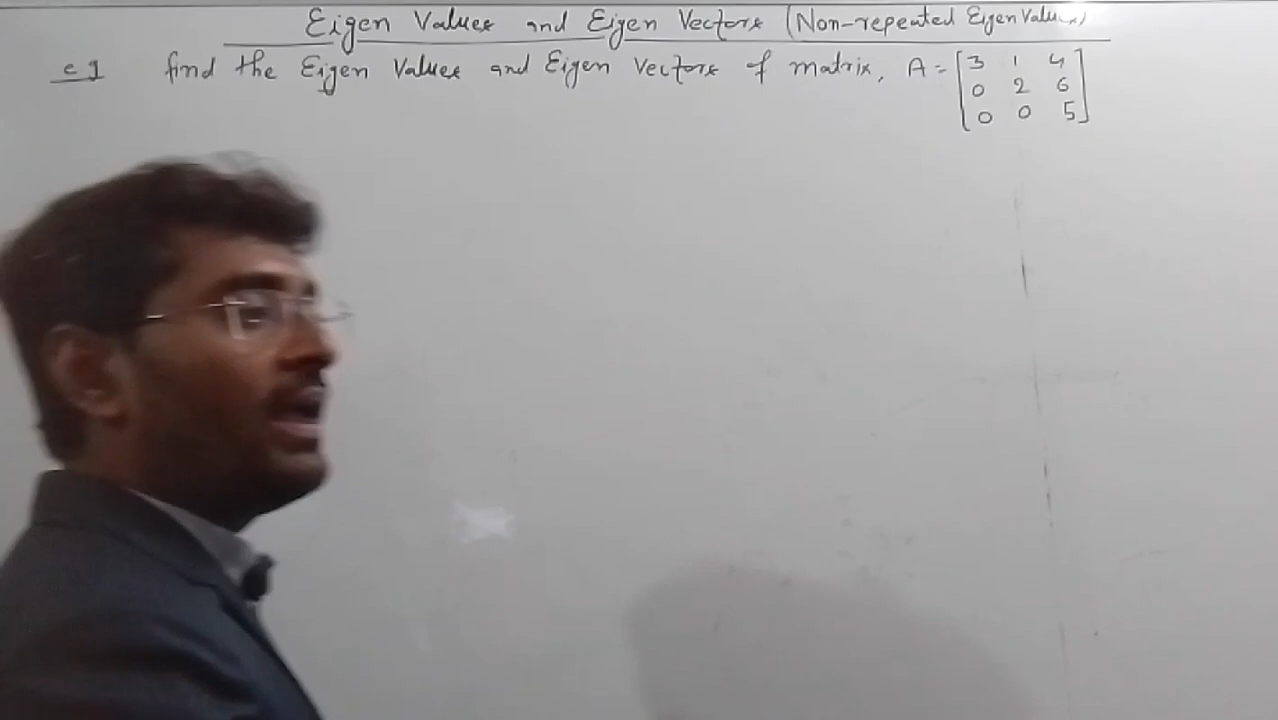 Eigen Values and Eigen Vectors (Non-repeated Eigen Values)
eg find the Eigen Values and Eigen Vectors of matrix, A = [3 1 4
0 2 6
0 0 5]